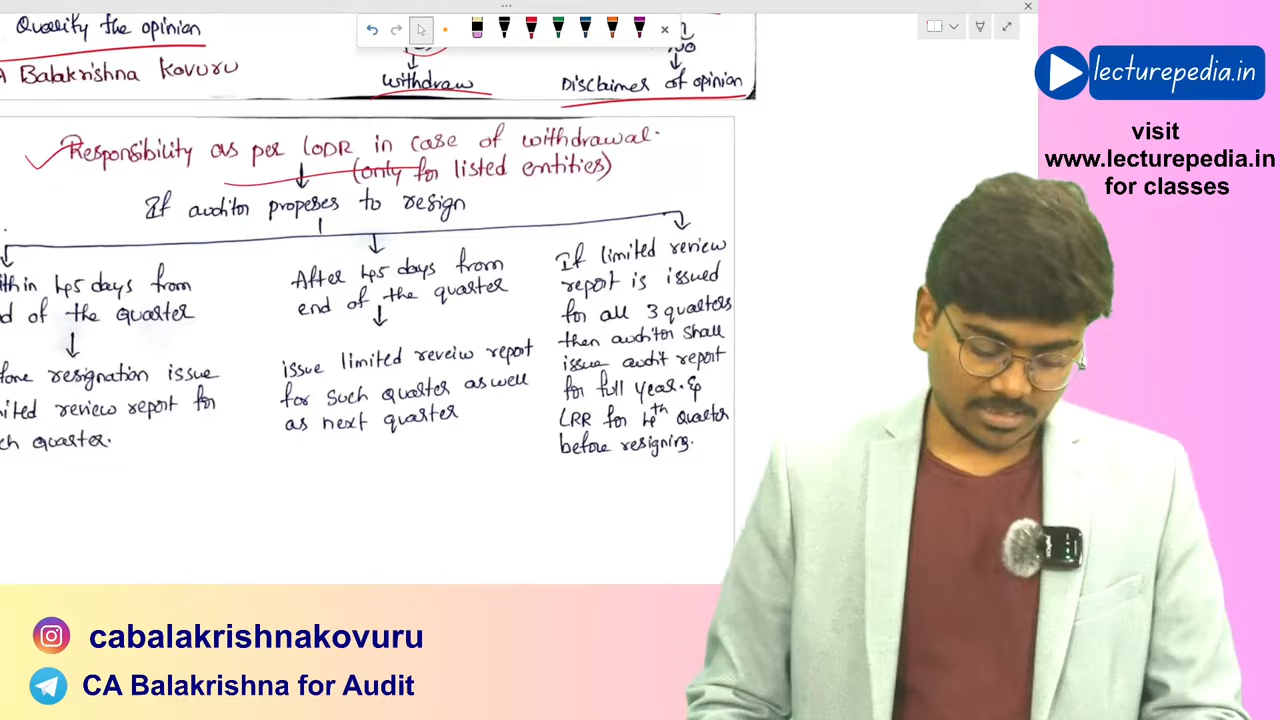 Qualify the opinion
Balakrishna Kovuru
withdraw
NO
Disclaimer of opinion
Responsibility as per LODR in case of withdrawal.
(only for listed entities)
If auditor proposes to resign
thin 45 days from
d of the quarter
fore resignation issue
ited review report for
ch quarter.
After 45 days from
end of the quarter
issue limited reveiw report
for such quarter as well
as next quarter
If limited review
report is issued
for all 3 quarters
then auditor shall
issue audit report
for full year. &
LRR for 4th Quarter
before resigning.
lecturepedia.in
visit
www.lecturepedia.in
for classes
cabalakrishnakovuru
CA Balakrishna for Audit